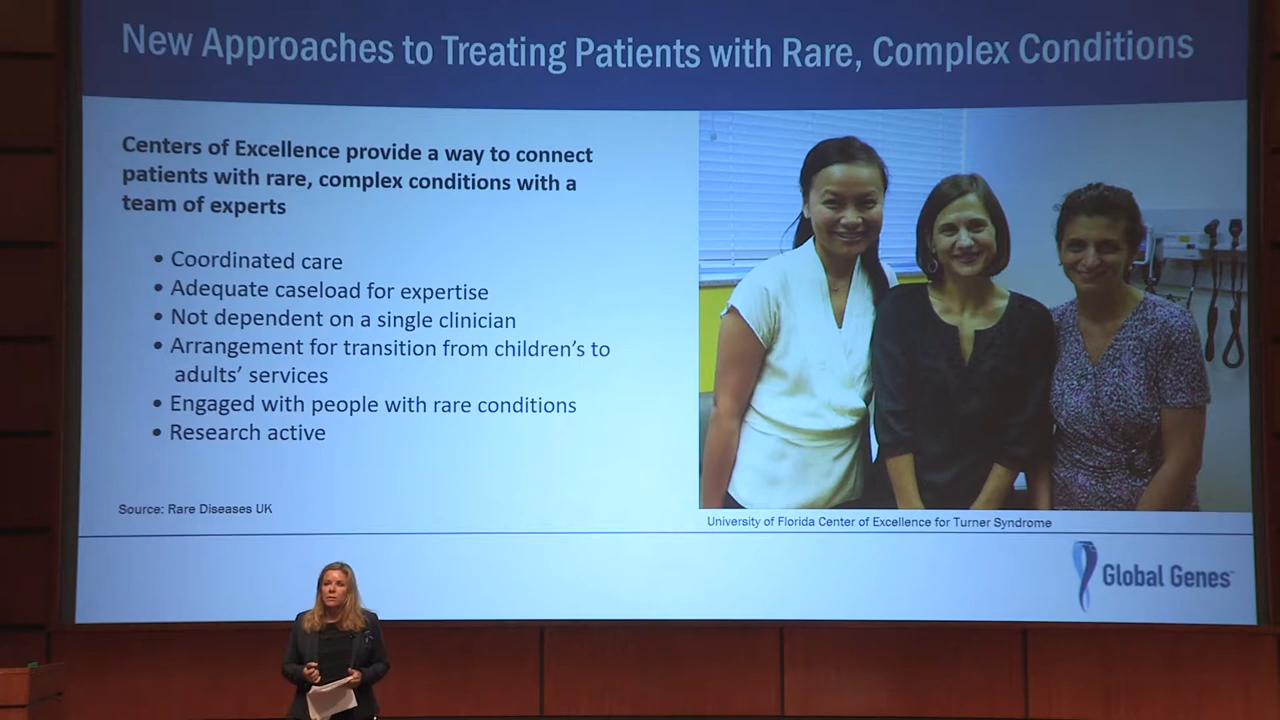 New Approaches to Treating Patients with Rare, Complex Conditions
Centers of Excellence provide a way to connect
patients with rare, complex conditions with a
team of experts
• Coordinated care
• Adequate caseload for expertise
• Not dependent on a single clinician
• Arrangement for transition from children’s to
adults’ services
• Engaged with people with rare conditions
• Research active
Source: Rare Diseases UK
University of Florida Center of Excellence for Turner Syndrome
Global Genes™